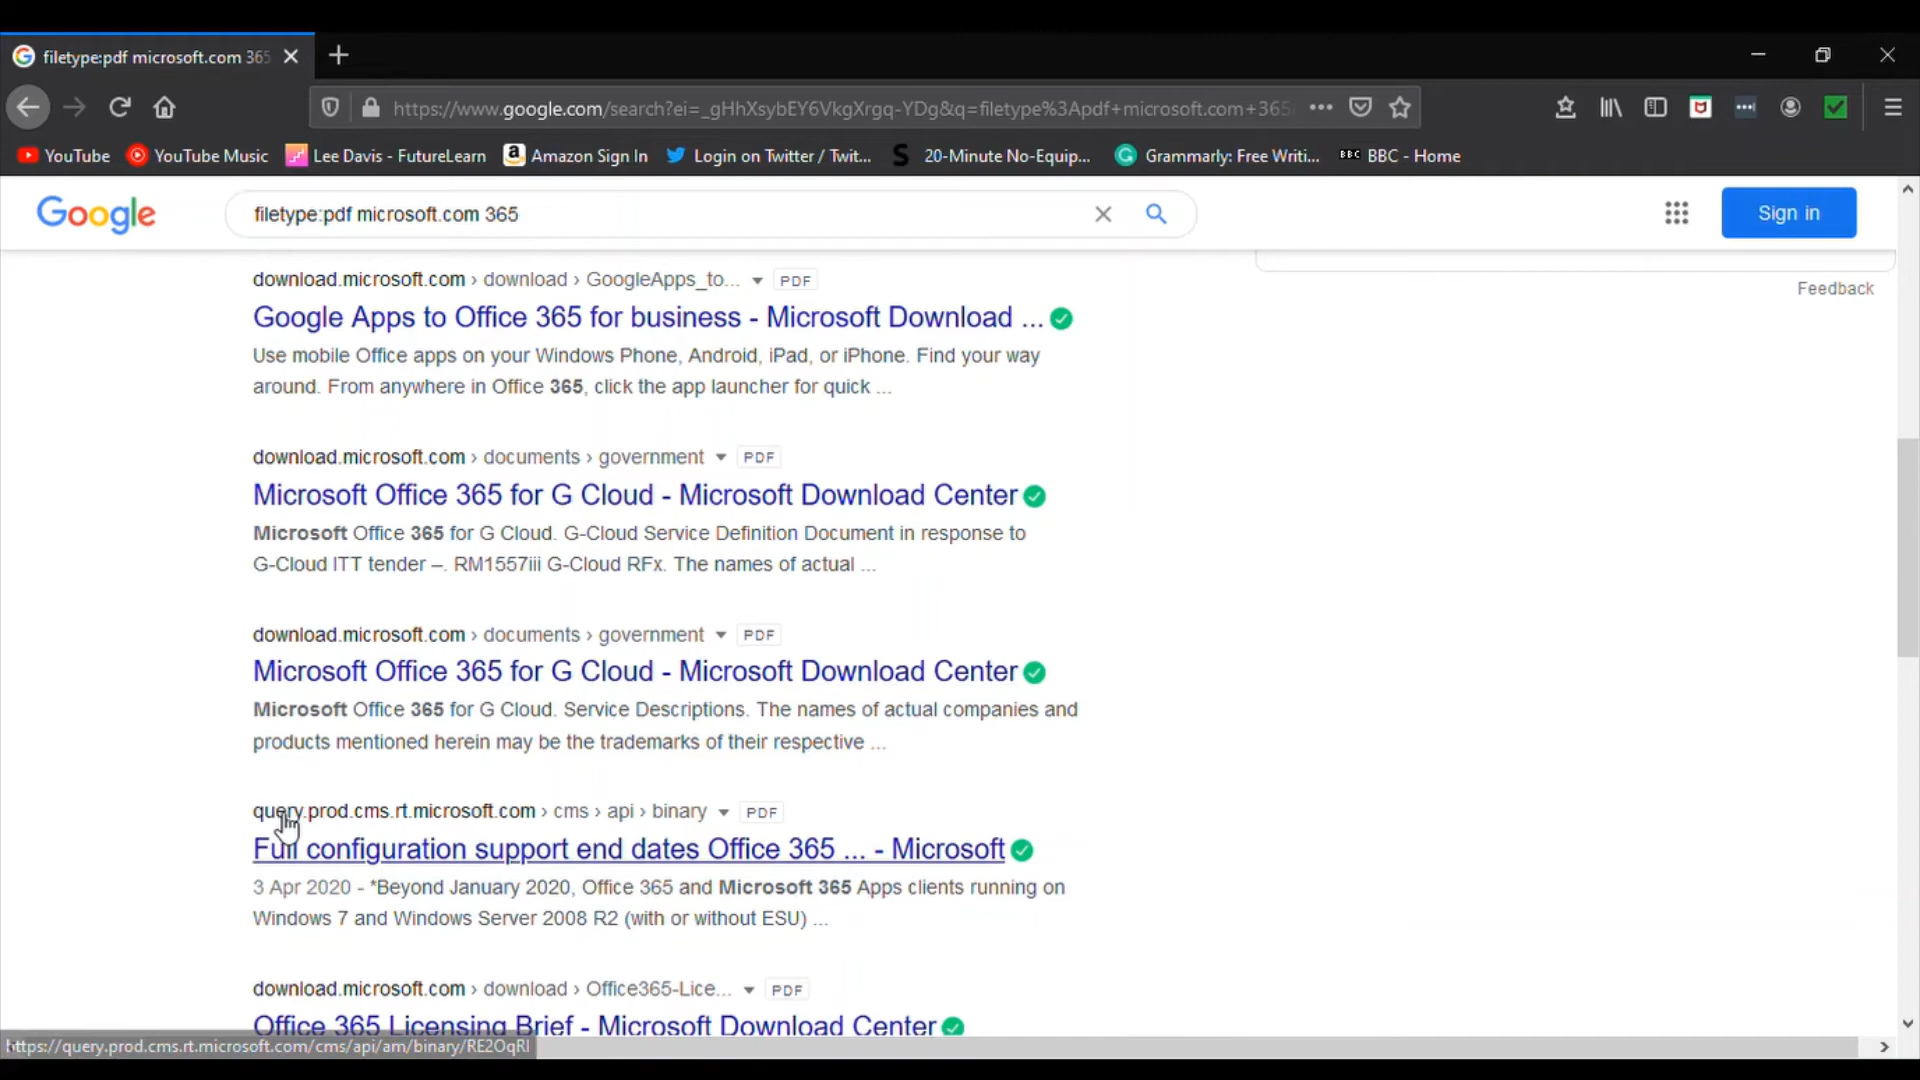 filetype:pdf microsoft.com 365
https://www.google.com/search?ei=_gHhXsybEY6VkgXrgq-YDg&q=filetype%3Apdf+microsoft.com+365
YouTube YouTube Music Lee Davis - FutureLearn Amazon Sign In Login on Twitter / Twit... 20-Minute No-Equip... Grammarly: Free Writi... BBC BBC - Home
Google filetype:pdf microsoft.com 365 Sign in
Feedback
download.microsoft.com › download › GoogleApps_to... PDF
Google Apps to Office 365 for business - Microsoft Download ...
Use mobile Office apps on your Windows Phone, Android, iPad, or iPhone. Find your way
around. From anywhere in Office 365, click the app launcher for quick ...
download.microsoft.com › documents › government PDF
Microsoft Office 365 for G Cloud - Microsoft Download Center
Microsoft Office 365 for G Cloud. G-Cloud Service Definition Document in response to
G-Cloud ITT tender –. RM1557iii G-Cloud RFx. The names of actual ...
download.microsoft.com › documents › government PDF
Microsoft Office 365 for G Cloud - Microsoft Download Center
Microsoft Office 365 for G Cloud. Service Descriptions. The names of actual companies and
products mentioned herein may be the trademarks of their respective ...
query.prod.cms.rt.microsoft.com › cms › api › binary PDF
Full configuration support end dates Office 365 ... - Microsoft
3 Apr 2020 - *Beyond January 2020, Office 365 and Microsoft 365 Apps clients running on
Windows 7 and Windows Server 2008 R2 (with or without ESU) ...
download.microsoft.com › download › Office365-Lice... PDF
Office 365 Licensing Brief - Microsoft Download Center
https://query.prod.cms.rt.microsoft.com/cms/api/am/binary/RE2OqRI